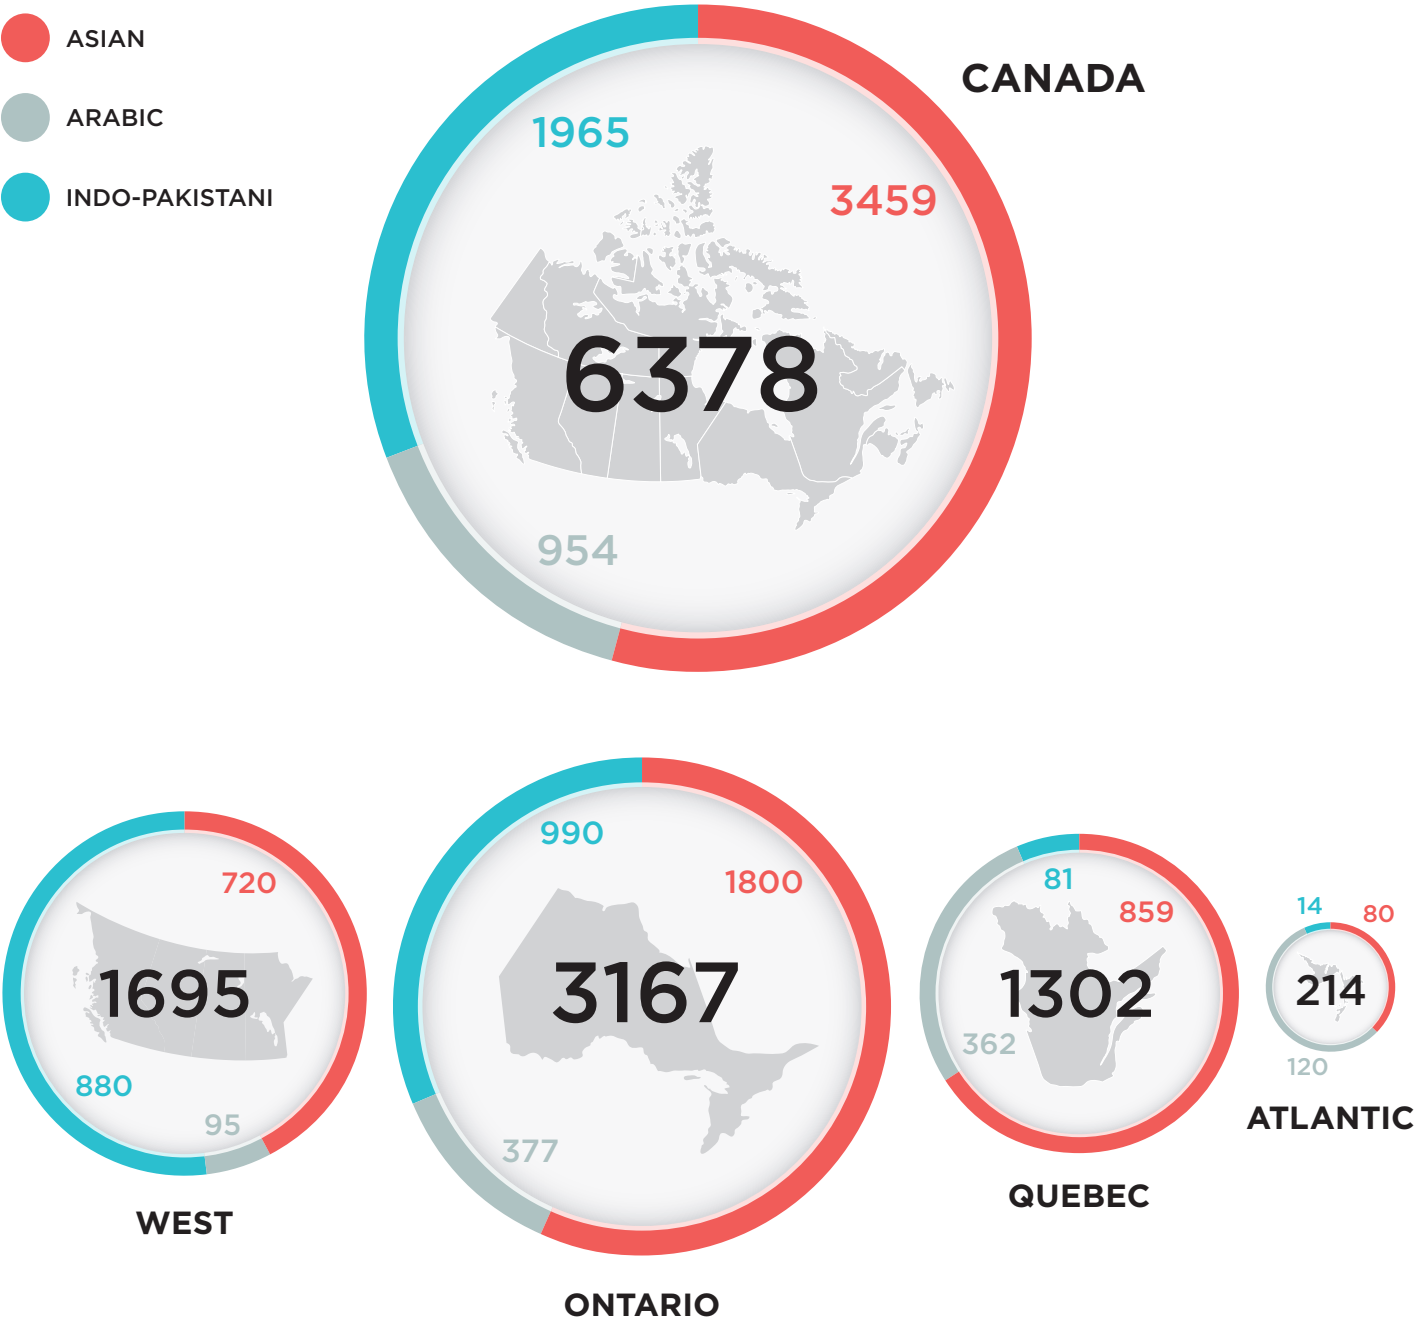 ASIAN
ARABIC
INDO-PAKISTANI
CANADA
1965
3459
6378
954
720
1695
880
95
WEST
990
1800
3167
377
ONTARIO
81
859
1302
362
QUEBEC
14
80
214
120
ATLANTIC